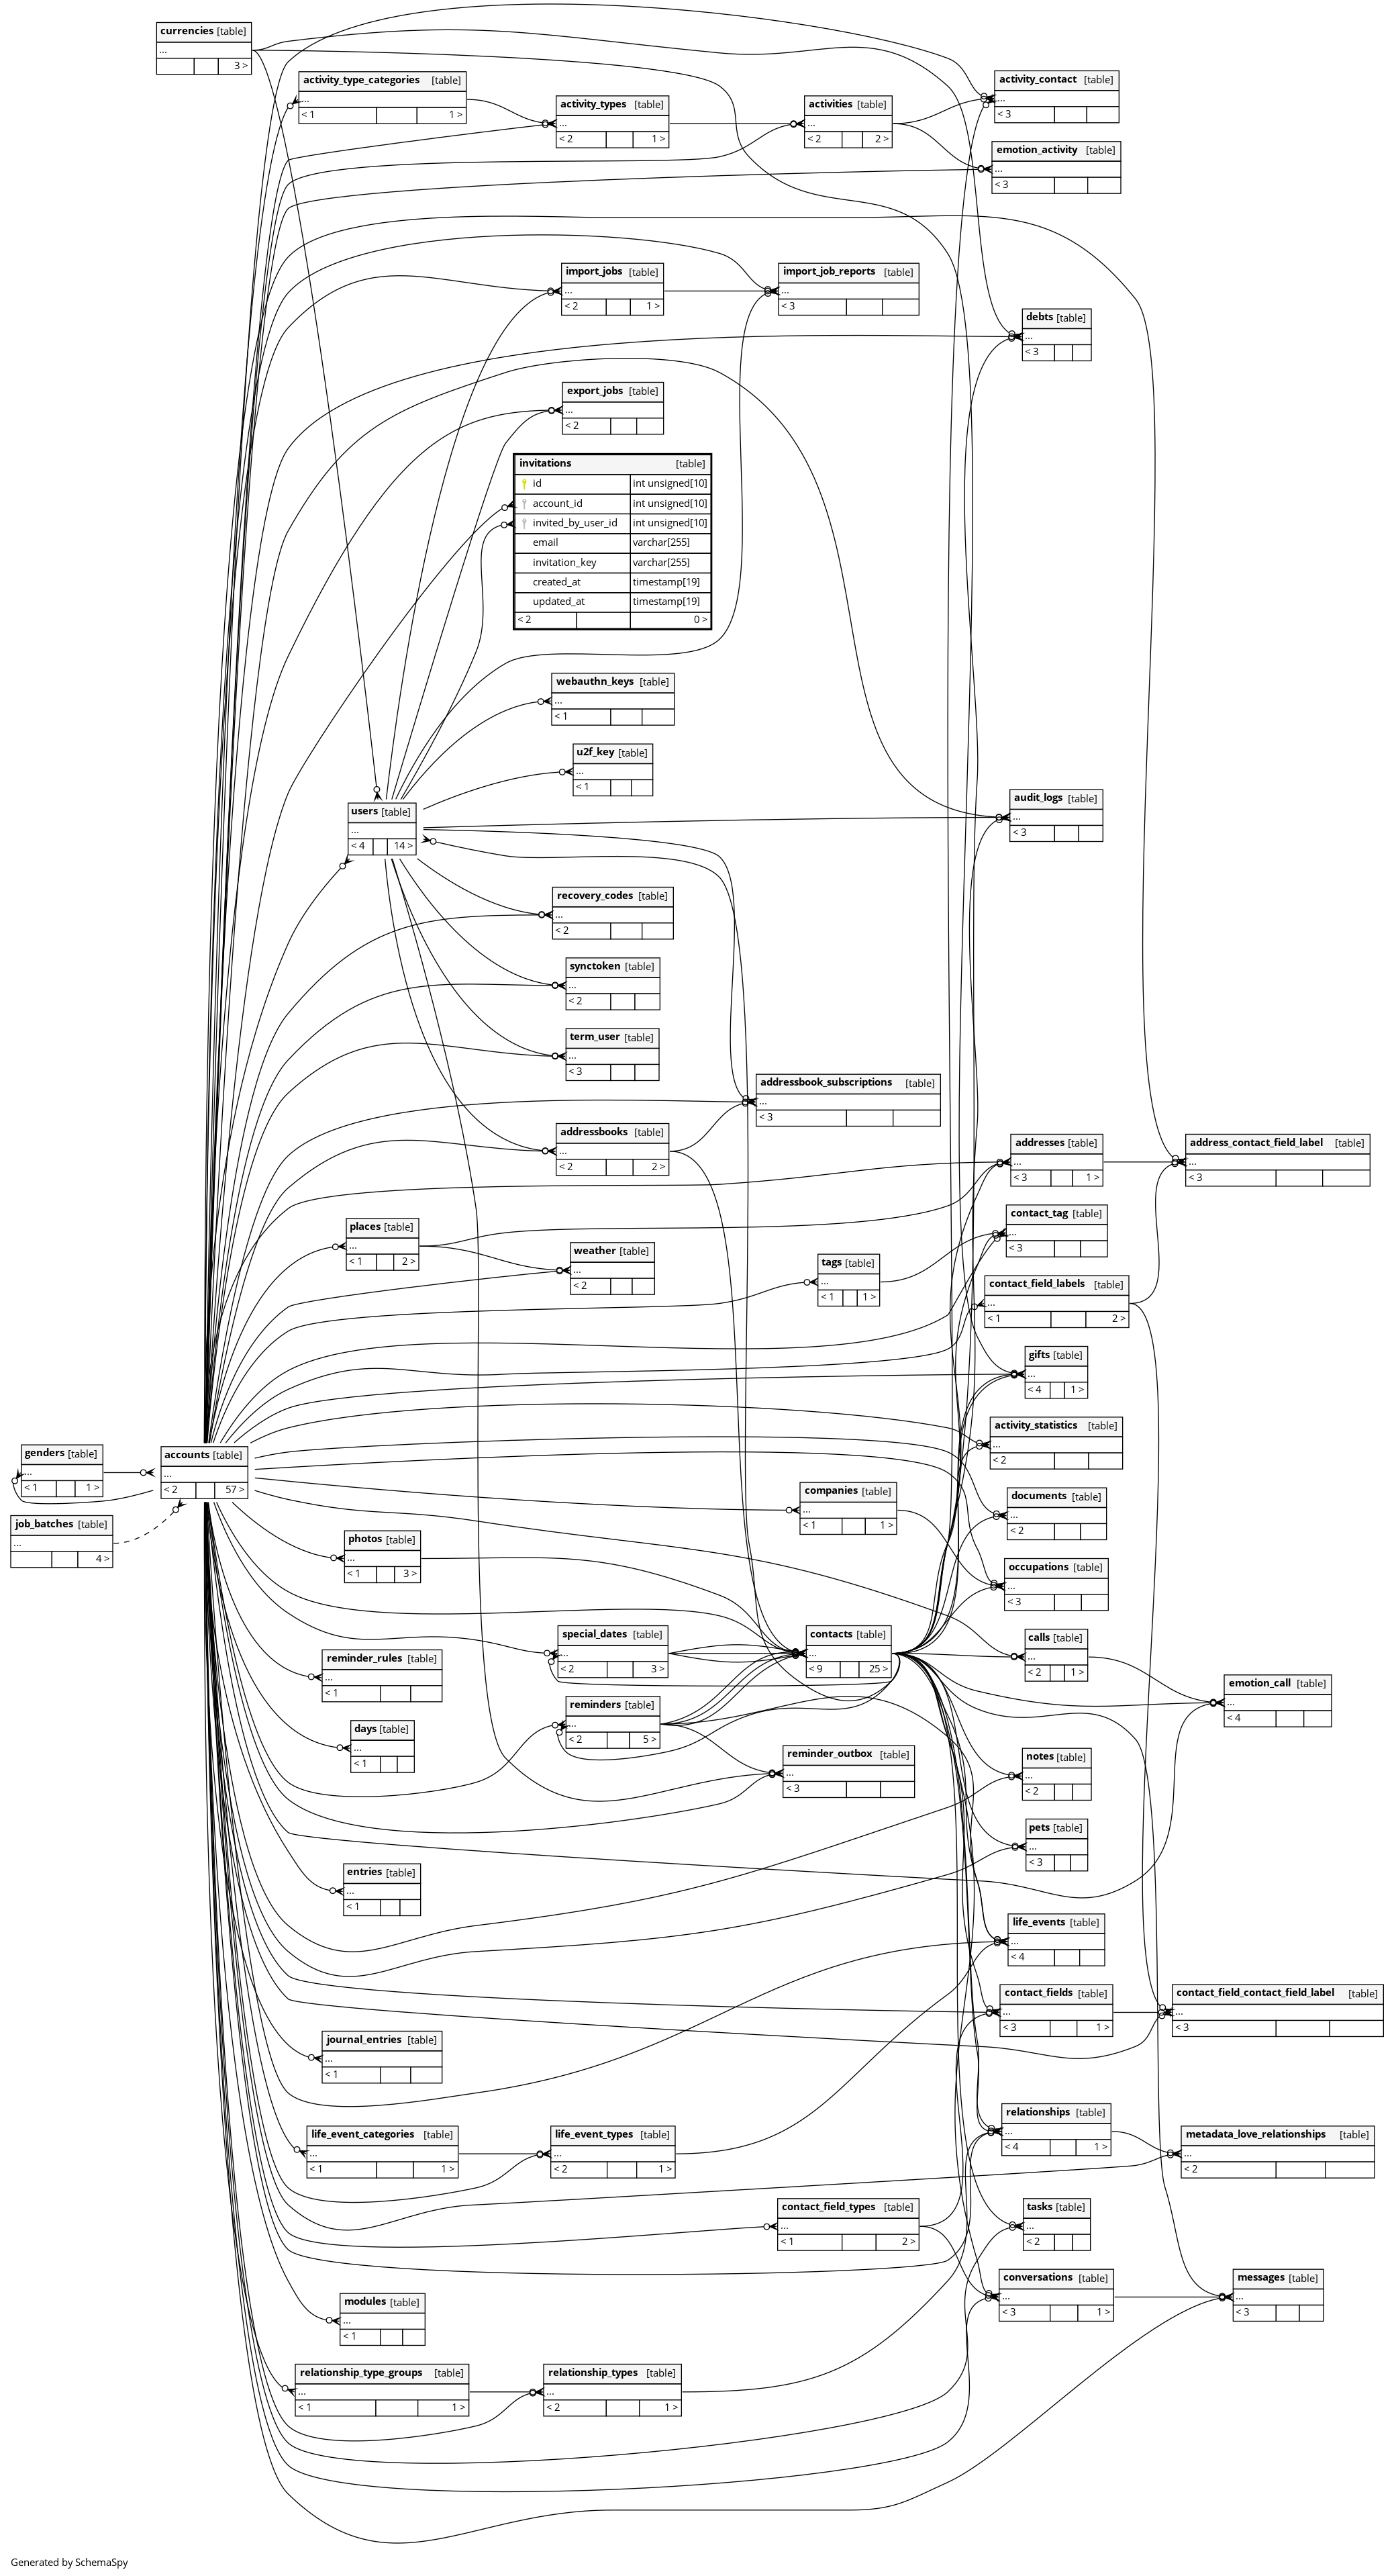 currencies [table]
...
3 >
activity_type_categories [table]
...
< 1 1 >
activity_types [table]
...
< 2 1 >
activities [table]
...
< 2 2 >
activity_contact [table]
...
< 3
emotion_activity [table]
...
< 3
import_jobs [table]
...
< 2 1 >
import_job_reports [table]
...
< 3
debts [table]
...
< 3
export_jobs [table]
...
< 2
invitations [table]
id int unsigned[10]
account_id int unsigned[10]
invited_by_user_id int unsigned[10]
email varchar[255]
invitation_key varchar[255]
created_at timestamp[19]
updated_at timestamp[19]
< 2 0 >
webauthn_keys [table]
...
< 1
u2f_key [table]
...
< 1
users [table]
...
< 4 14 >
audit_logs [table]
...
< 3
recovery_codes [table]
...
< 2
synctoken [table]
...
< 2
term_user [table]
...
< 3
addressbook_subscriptions [table]
...
< 3
addressbooks [table]
...
< 2 2 >
addresses [table]
...
< 3 1 >
address_contact_field_label [table]
...
< 3
places [table]
...
< 1 2 >
weather [table]
...
< 2
tags [table]
...
< 1 1 >
contact_tag [table]
...
< 3
contact_field_labels [table]
...
< 1 2 >
gifts [table]
...
< 4 1 >
activity_statistics [table]
...
< 2
genders [table]
...
< 1 1 >
accounts [table]
...
< 2 57 >
job_batches [table]
...
4 >
companies [table]
...
< 1 1 >
documents [table]
...
< 2
photos [table]
...
< 1 3 >
occupations [table]
...
< 3
special_dates [table]
...
< 2 3 >
contacts [table]
...
< 9 25 >
calls [table]
...
< 2 1 >
reminder_rules [table]
...
< 1
emotion_call [table]
...
< 4
reminders [table]
...
< 2 5 >
days [table]
...
< 1
reminder_outbox [table]
...
< 3
notes [table]
...
< 2
pets [table]
...
< 3
entries [table]
...
< 1
life_events [table]
...
< 4
contact_fields [table]
...
< 3 1 >
contact_field_contact_field_label [table]
...
< 3
journal_entries [table]
...
< 1
relationships [table]
...
< 4 1 >
life_event_categories [table]
...
< 1 1 >
life_event_types [table]
...
< 2 1 >
metadata_love_relationships [table]
...
< 2
contact_field_types [table]
...
< 1 2 >
tasks [table]
...
< 2
conversations [table]
...
< 3 1 >
messages [table]
...
< 3
modules [table]
...
< 1
relationship_type_groups [table]
...
< 1 1 >
relationship_types [table]
...
< 2 1 >
Generated by SchemaSpy